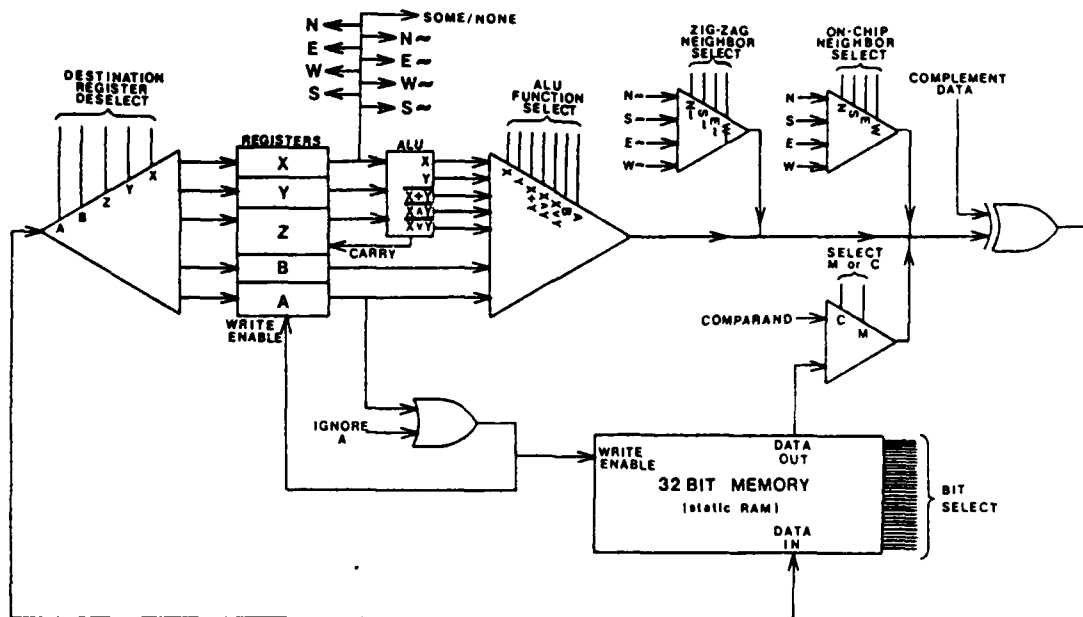 SOME/NONE
N
N~
E
E~
W
W~
S
S~
DESTINATION
REGISTER
DESELECT
A
B
Z
Y
X
REGISTERS
X
Y
Z
B
A
WRITE
ENABLE
CARRY
ALU
X
Y
X+Y
X∧Y
X∨Y
ALU
FUNCTION
SELECT
X
Y
X+Y
X∧Y
X∨Y
B
A
ZIG-ZAG
NEIGHBOR
SELECT
N~
S~
E~
W~
N~
S~
E~
W~
ON-CHIP
NEIGHBOR
SELECT
N
S
E
W
N
S
E
W
COMPLEMENT
DATA
SELECT
M or C
COMPARAND
C
M
IGNORE
A
WRITE
ENABLE
DATA
OUT
32 BIT MEMORY
(static RAM)
DATA
IN
BIT
SELECT